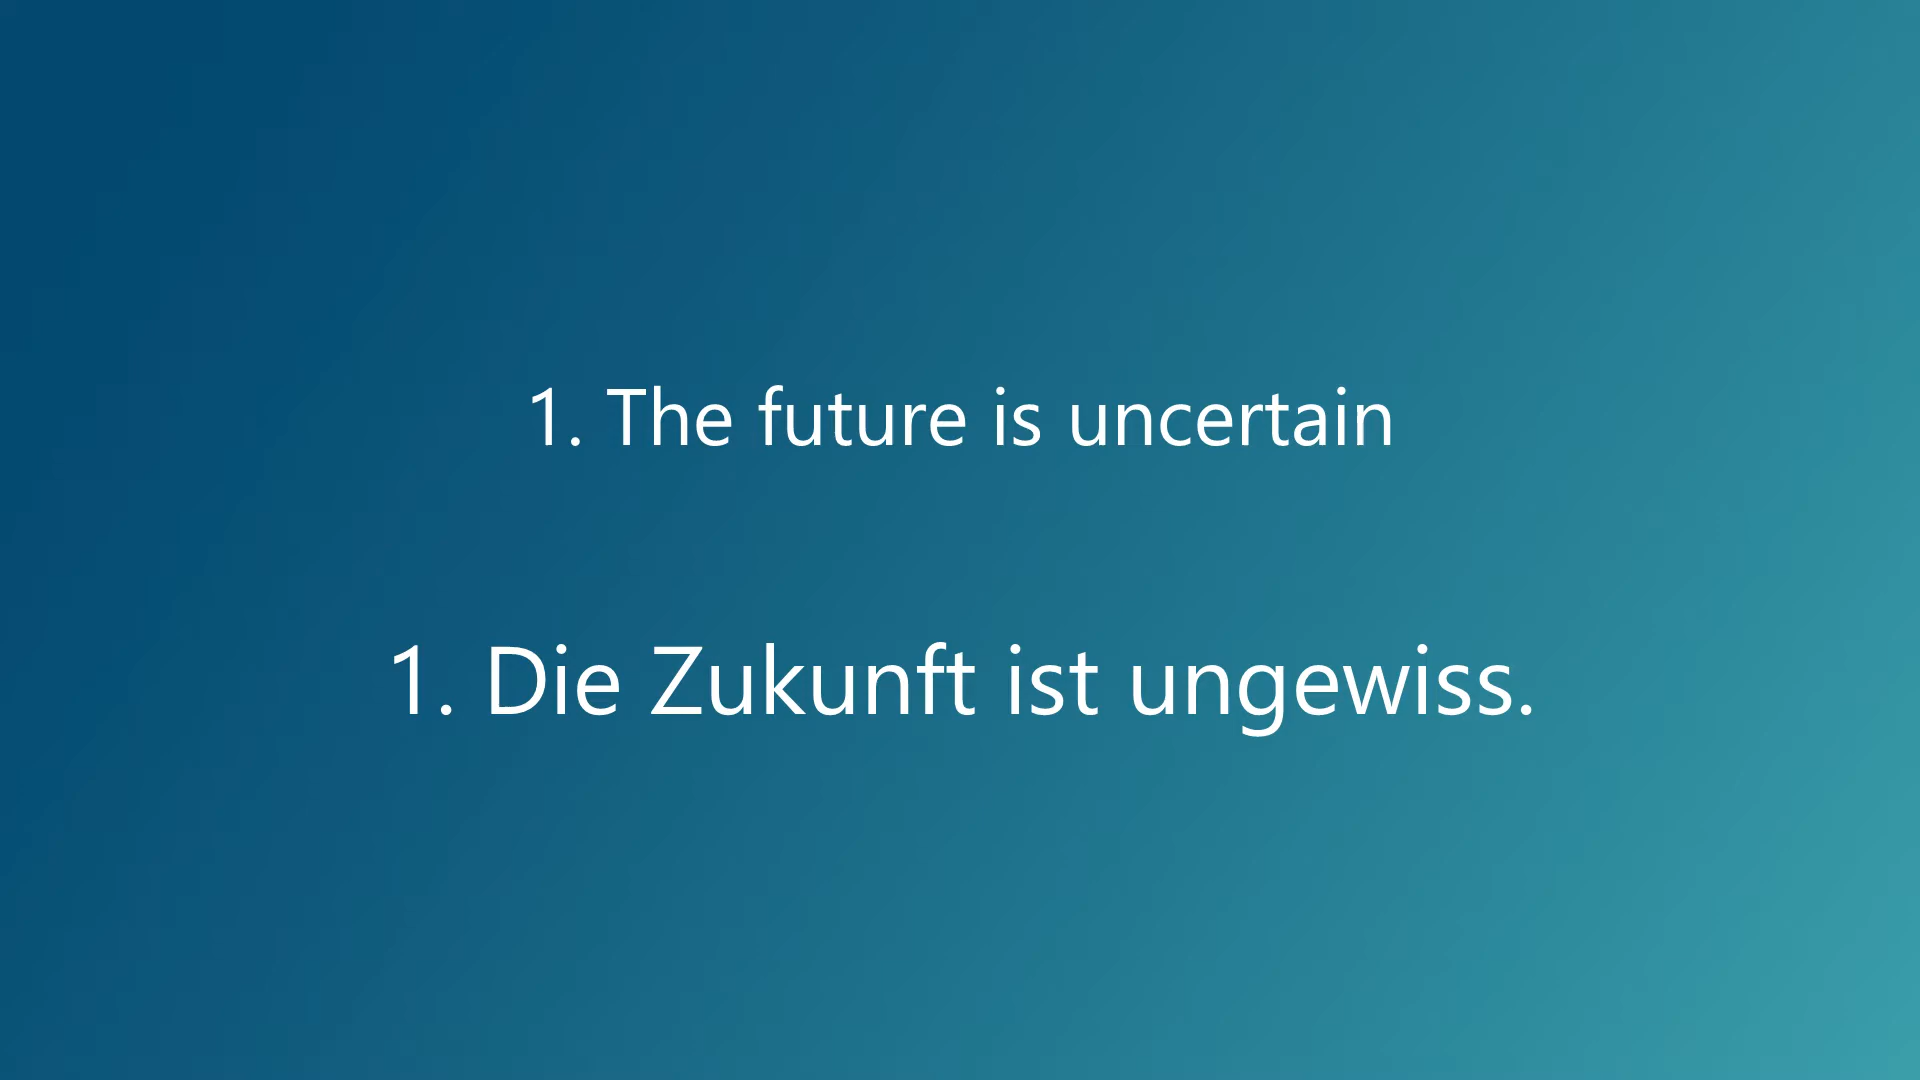 1. The future is uncertain
1. Die Zukunft ist ungewiss.